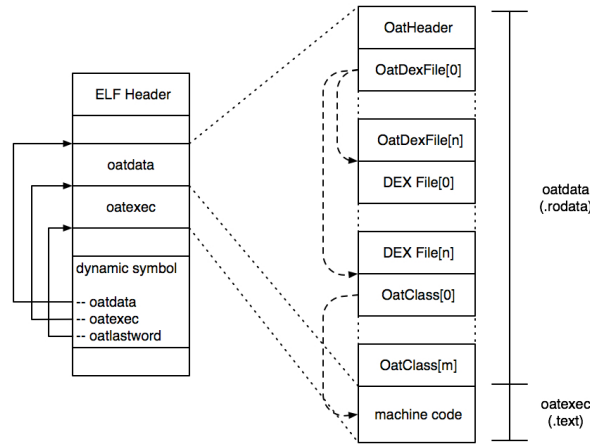 ELF Header
oatdata
oatexec
dynamic symbol
-- oatdata
-- oatexec
-- oatlastword
OatHeader
OatDexFile[0]
OatDexFile[n]
DEX File[0]
DEX File[n]
OatClass[0]
OatClass[m]
machine code
oatdata
(.rodata)
oatexec
(.text)